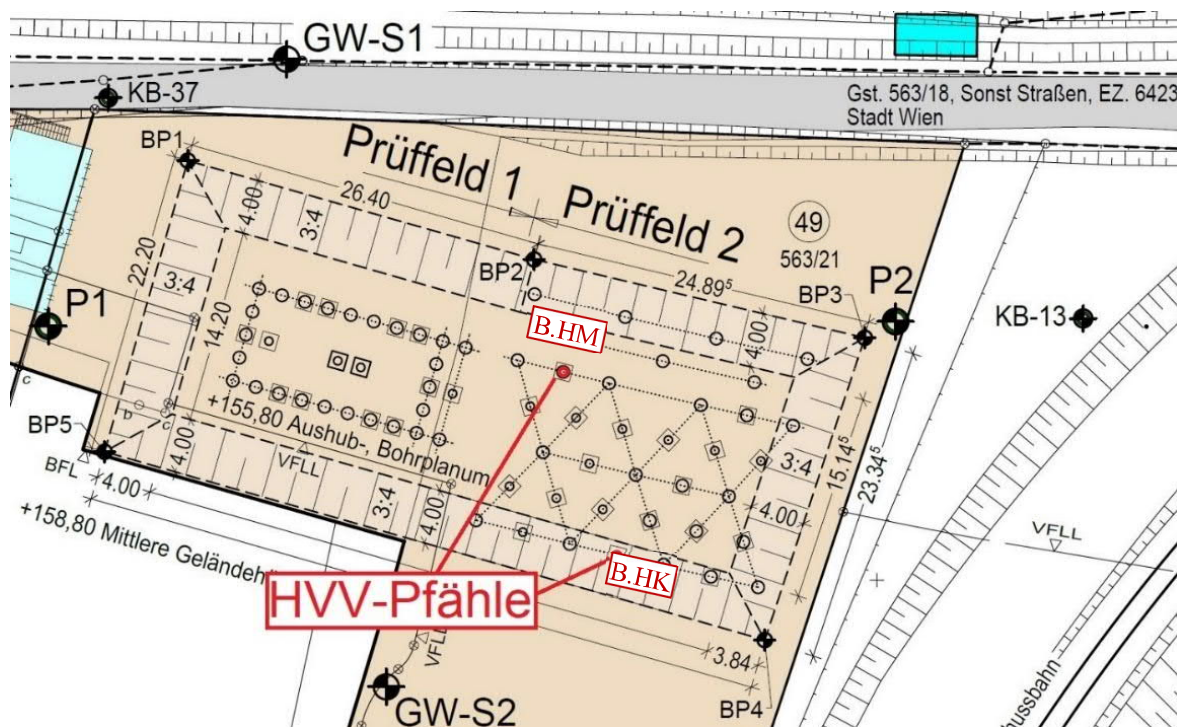 GW-S1
KB-37
Gst. 563/18, Sonst Straßen, EZ. 6423
Stadt Wien
BP1
Prüffeld 1
Prüffeld 2
26.40
4.00
3:4
49
563/21
22.20
3:4
BP2
24.89⁵
BP3
P2
P1
14.20
B.HM
4.00
KB-13
+155,80 Aushub-, Bohrplanum
BP5
BFL
VFLL
4.00
4.00
3:4
4.00
3:4
15.14⁵
23.34⁵
4.00
VFLL
+158,80 Mittlere Geländeh
HVV-Pfähle
B.HK
VFLL
3.84
BP4
GW-S2
hussbahn
c
D
c